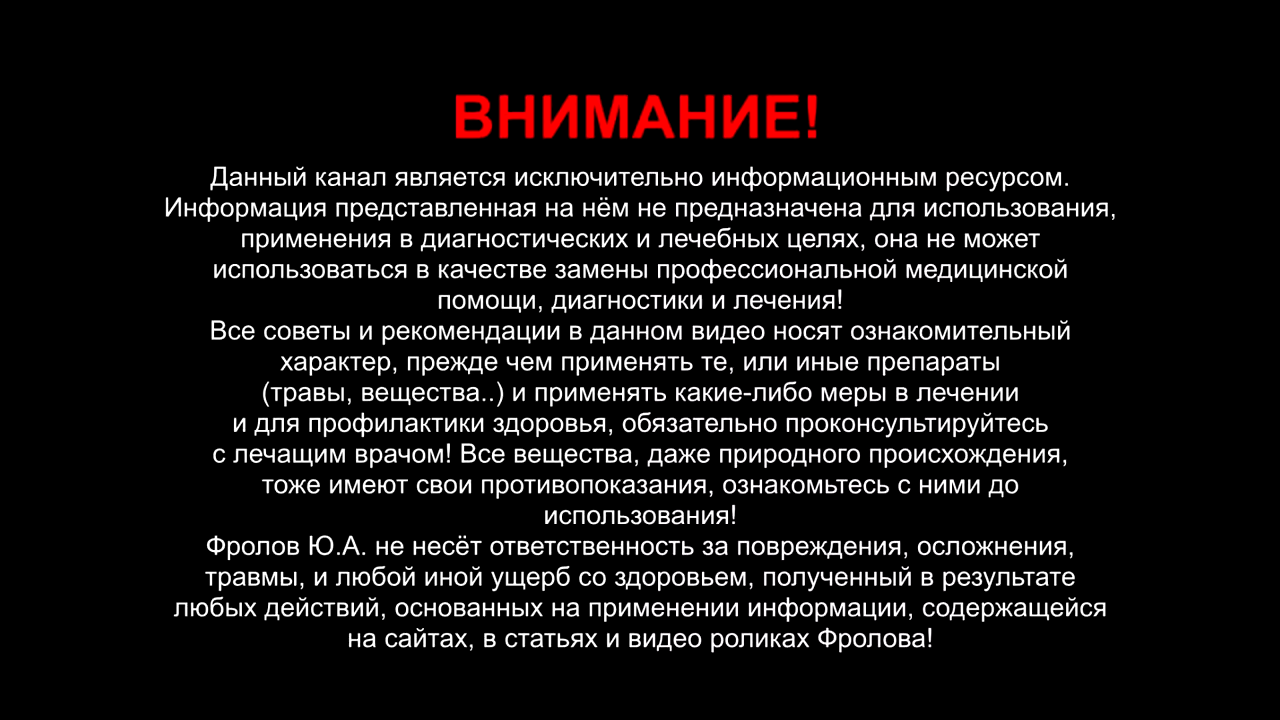 ВНИМАНИЕ!
Данный канал является исключительно информационным ресурсом.
Информация представленная на нём не предназначена для использования,
применения в диагностических и лечебных целях, она не может
использоваться в качестве замены профессиональной медицинской
помощи, диагностики и лечения!
Все советы и рекомендации в данном видео носят ознакомительный
характер, прежде чем применять те, или иные препараты
(травы, вещества..) и применять какие-либо меры в лечении
и для профилактики здоровья, обязательно проконсультируйтесь
с лечащим врачом! Все вещества, даже природного происхождения,
тоже имеют свои противопоказания, ознакомьтесь с ними до
использования!
Фролов Ю.А. не несёт ответственность за повреждения, осложнения,
травмы, и любой иной ущерб со здоровьем, полученный в результате
любых действий, основанных на применении информации, содержащейся
на сайтах, в статьях и видео роликах Фролова!